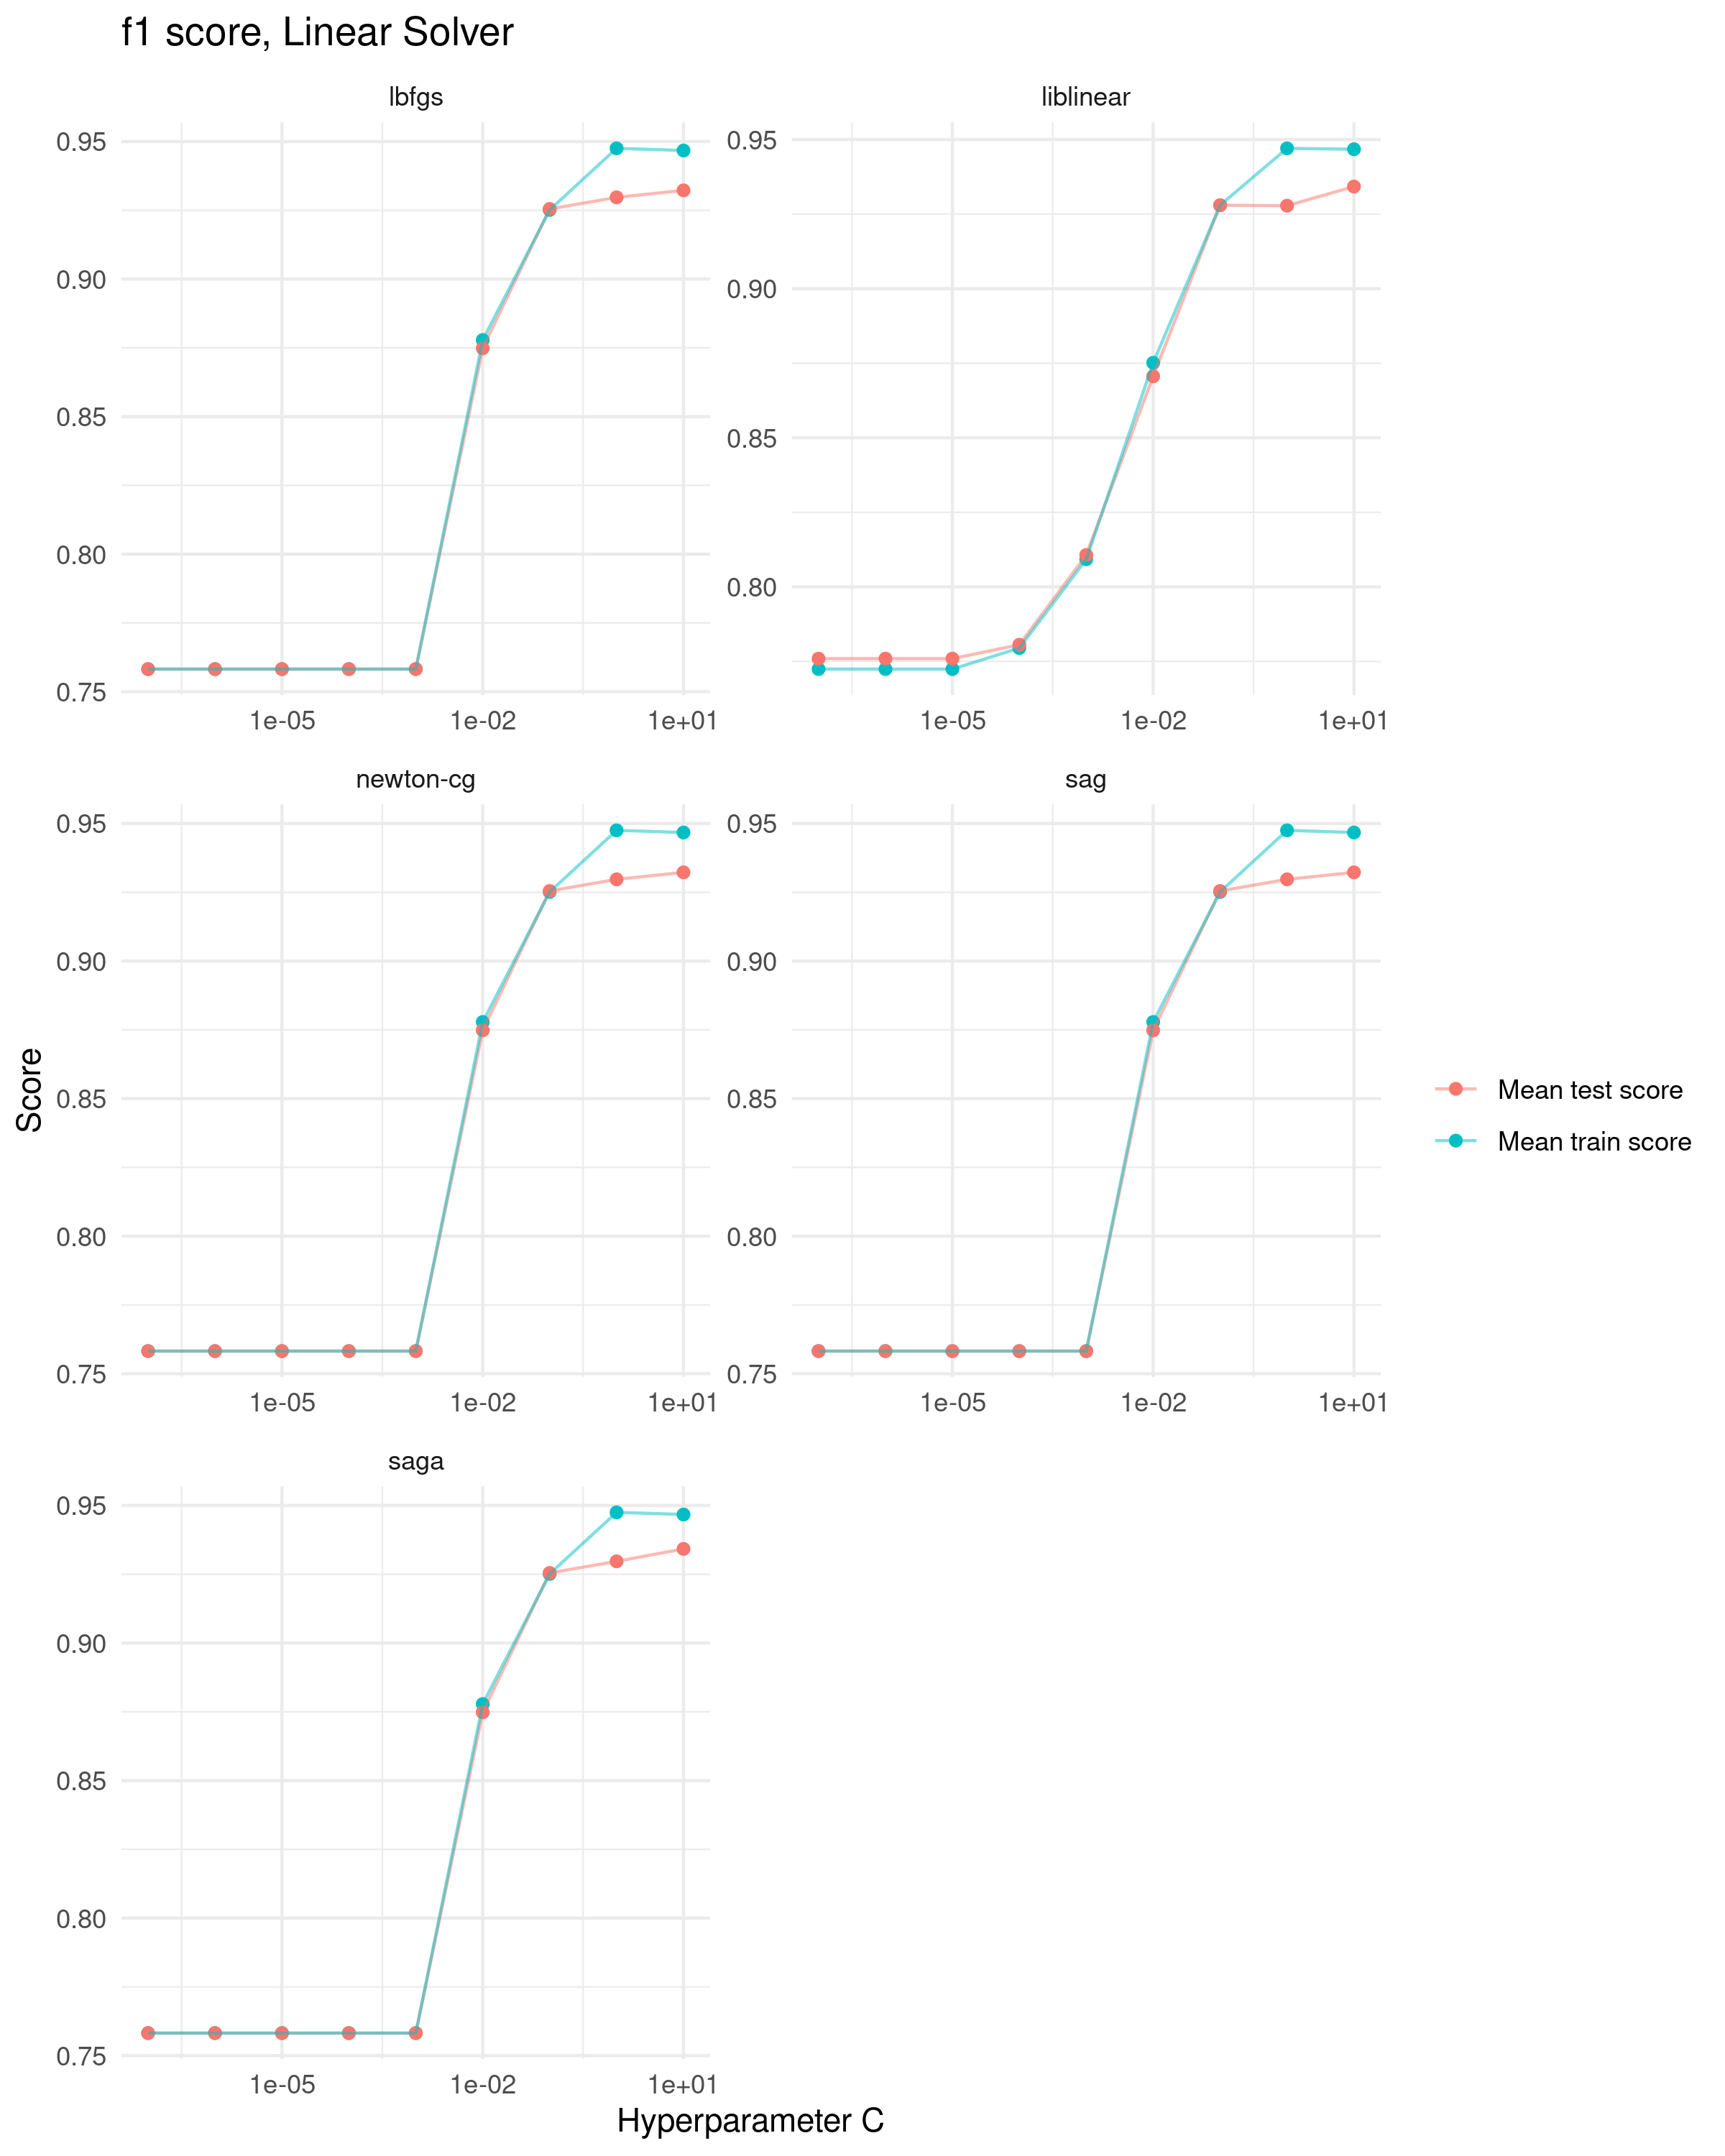 f1 score, Linear Solver
lbfgs
liblinear
0.95
0.90
0.85
0.80
0.75
0.95
0.90
0.85
0.80
1e-05
1e-02
1e+01
1e-05
1e-02
1e+01
newton-cg
sag
0.95
0.90
0.85
0.80
0.75
0.95
0.90
0.85
0.80
0.75
1e-05
1e-02
1e+01
1e-05
1e-02
1e+01
saga
0.95
0.90
0.85
0.80
0.75
1e-05
1e-02
1e+01
Score
Hyperparameter C
Mean test score
Mean train score